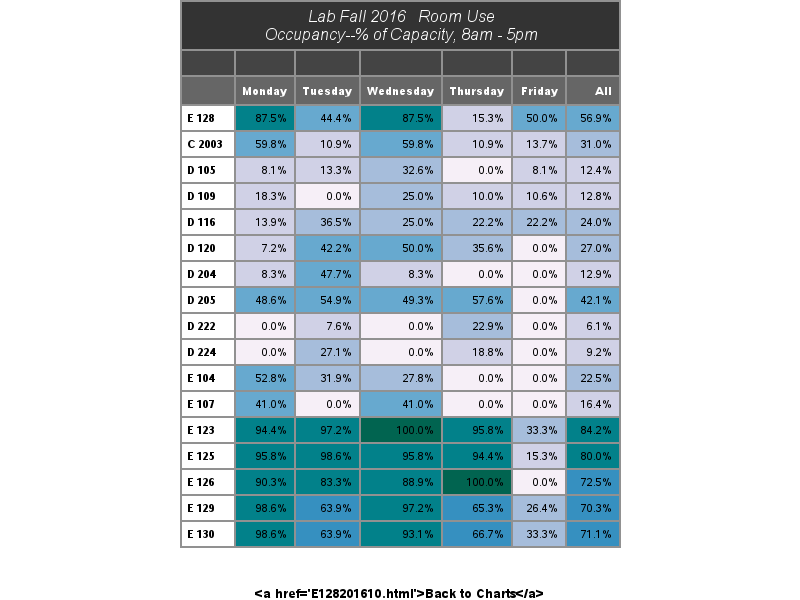 Lab Fall 2016 Room Use
Occupancy--% of Capacity, 8am - 5pm
Monday Tuesday Wednesday Thursday Friday All
E 128 87.5% 44.4% 87.5% 15.3% 50.0% 56.9%
C 2003 59.8% 10.9% 59.8% 10.9% 13.7% 31.0%
D 105 8.1% 13.3% 32.6% 0.0% 8.1% 12.4%
D 109 18.3% 0.0% 25.0% 10.0% 10.6% 12.8%
D 116 13.9% 36.5% 25.0% 22.2% 22.2% 24.0%
D 120 7.2% 42.2% 50.0% 35.6% 0.0% 27.0%
D 204 8.3% 47.7% 8.3% 0.0% 0.0% 12.9%
D 205 48.6% 54.9% 49.3% 57.6% 0.0% 42.1%
D 222 0.0% 7.6% 0.0% 22.9% 0.0% 6.1%
D 224 0.0% 27.1% 0.0% 18.8% 0.0% 9.2%
E 104 52.8% 31.9% 27.8% 0.0% 0.0% 22.5%
E 107 41.0% 0.0% 41.0% 0.0% 0.0% 16.4%
E 123 94.4% 97.2% 100.0% 95.8% 33.3% 84.2%
E 125 95.8% 98.6% 95.8% 94.4% 15.3% 80.0%
E 126 90.3% 83.3% 88.9% 100.0% 0.0% 72.5%
E 129 98.6% 63.9% 97.2% 65.3% 26.4% 70.3%
E 130 98.6% 63.9% 93.1% 66.7% 33.3% 71.1%
<a href='E128201610.html'>Back to Charts</a>